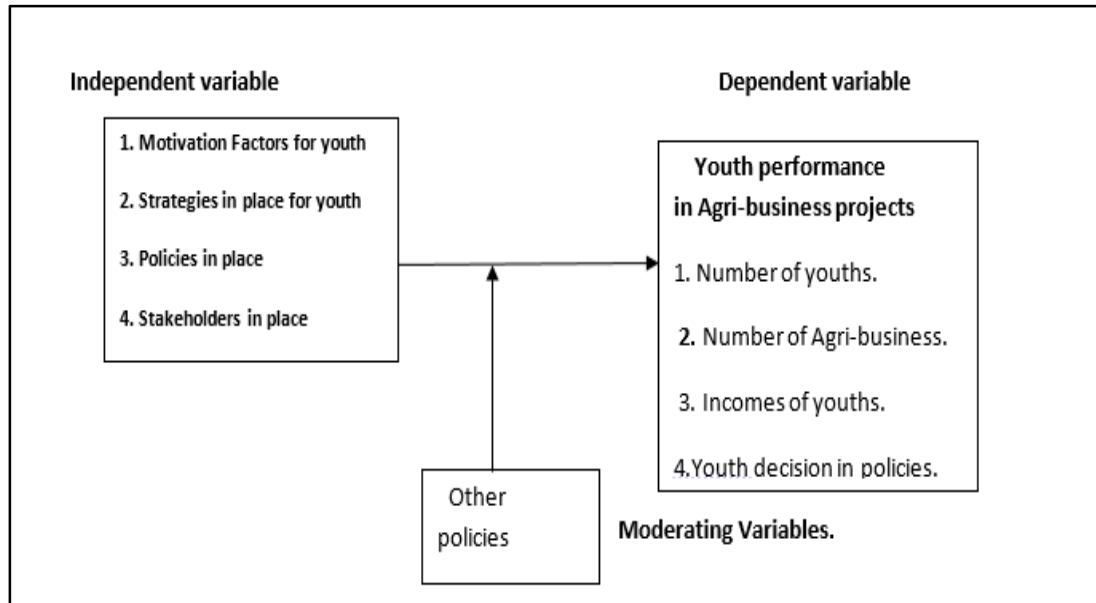 Independent variable
1. Motivation Factors for youth
2. Strategies in place for youth
3. Policies in place
4. Stakeholders in place
Dependent variable
Youth performance
in Agri-business projects
1. Number of youths.
2. Number of Agri-business.
3. Incomes of youths.
4.Youth decision in policies.
Other
policies
Moderating Variables.